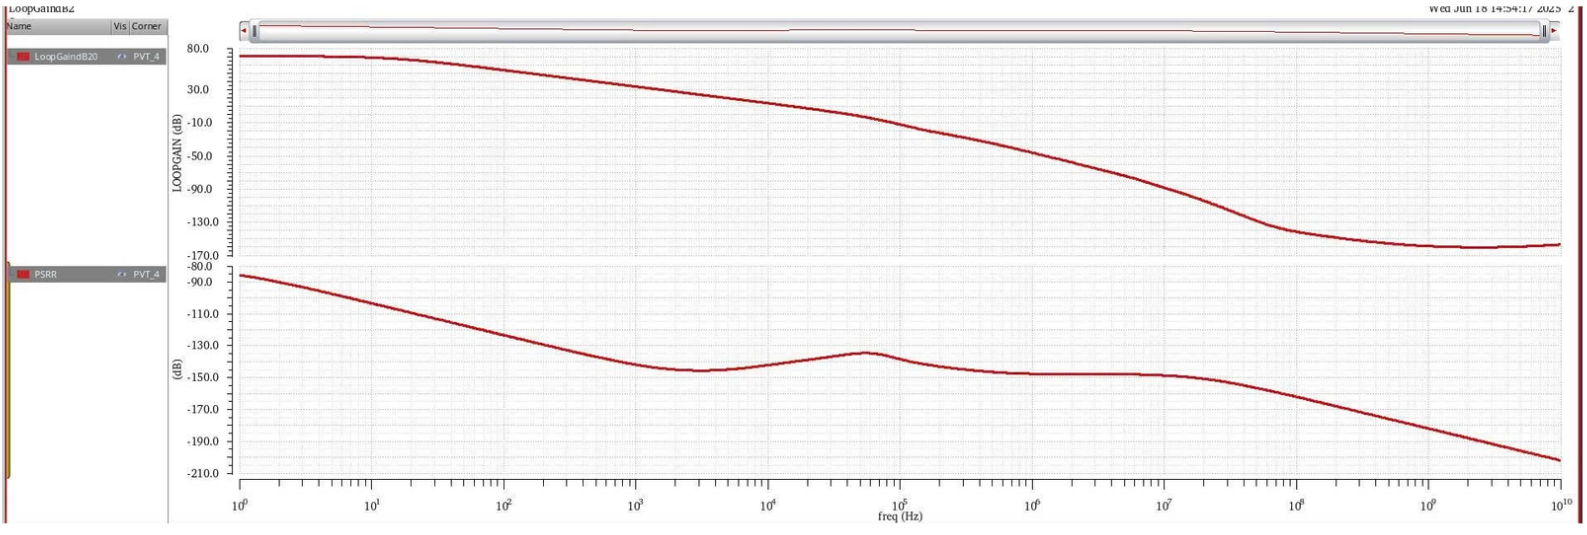 LoopGaindB2
Wed Jun 18 14:54:17 2025 2
Name Vis Corner
LoopGaindB20 PVT_4
80.0
30.0
-10.0
-50.0
-90.0
-130.0
-170.0
LOOPGAIN (dB)
PSRR PVT_4
-80.0
-90.0
-110.0
-130.0
-150.0
-170.0
-190.0
-210.0
(dB)
10⁰ 10¹ 10² 10³ 10⁴ 10⁵ 10⁶ 10⁷ 10⁸ 10⁹ 10¹⁰
freq (Hz)